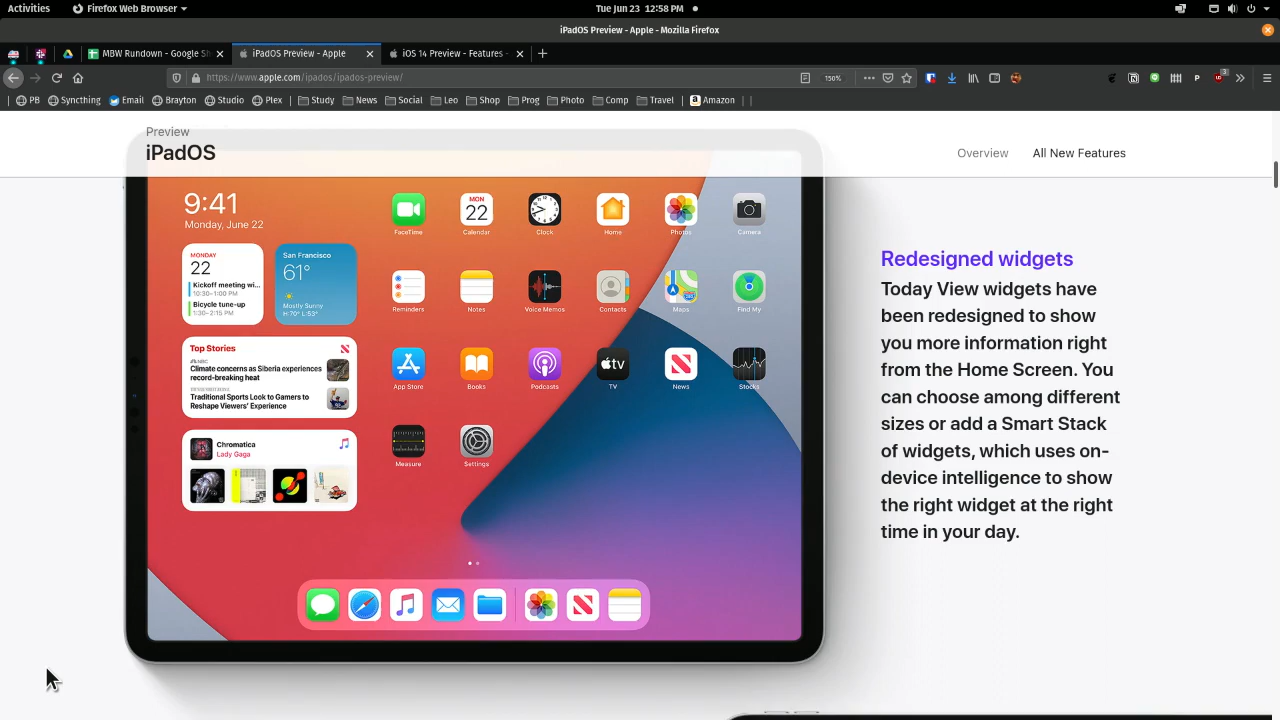 Activities
Firefox Web Browser
Tue Jun 23 12:58 PM
iPadOS Preview - Apple - Mozilla Firefox
MBW Rundown - Google Sh
iPadOS Preview - Apple
iOS 14 Preview - Features -
https://www.apple.com/ipados/ipados-preview/
150%
PB
Syncthing
Email
Brayton
Studio
Plex
Study
News
Social
Leo
Shop
Prog
Photo
Comp
Travel
Amazon
Preview
iPadOS
Overview
All New Features
9:41
Monday, June 22
MONDAY
22
Kickoff meeting wi...
10:30–1:00 PM
Bicycle tune-up
1:30–2:15 PM
San Francisco
61°
Mostly Sunny
H:70° L:53°
Top Stories
Climate concerns as Siberia experiences
record-breaking heat
Traditional Sports Look to Gamers to
Reshape Viewers' Experience
Chromatica
Lady Gaga
MON
22
FaceTime
Calendar
Clock
Home
Photos
Camera
Reminders
Notes
Voice Memos
Contacts
Maps
Find My
tv
App Store
Books
Podcasts
TV
News
Stocks
Measure
Settings
Redesigned widgets
Today View widgets have
been redesigned to show
you more information right
from the Home Screen. You
can choose among different
sizes or add a Smart Stack
of widgets, which uses on-
device intelligence to show
the right widget at the right
time in your day.